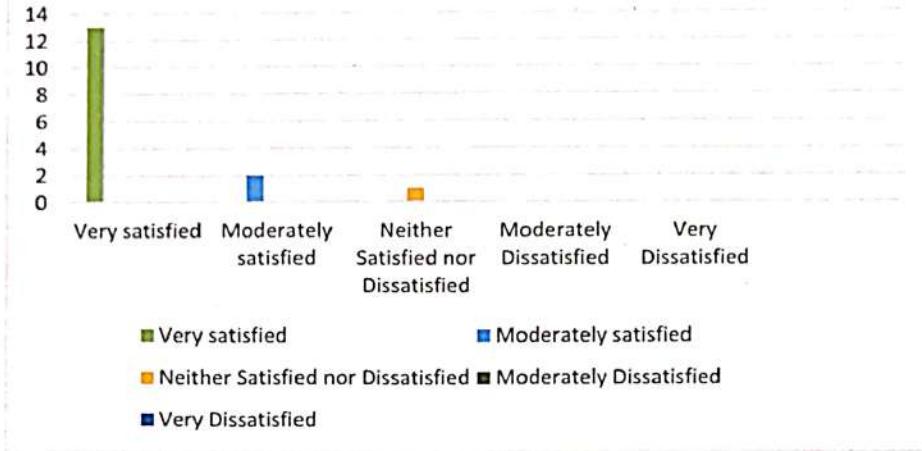 14
12
10
8
6
4
2
0
Very satisfied
Moderately
satisfied
Neither
Satisfied nor
Dissatisfied
Moderately
Dissatisfied
Very
Dissatisfied
Very satisfied
Moderately satisfied
Neither Satisfied nor Dissatisfied
Moderately Dissatisfied
Very Dissatisfied